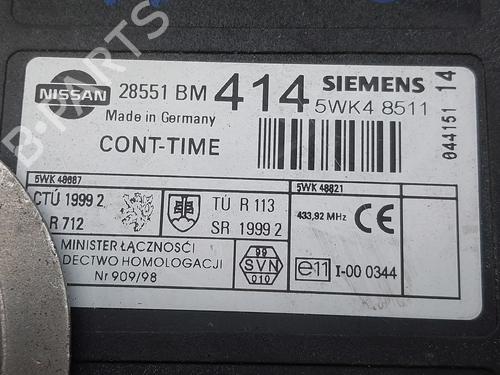 B-PARTS
NISSAN 28551 BM 414 SIEMENS
5WK4 8511
Made in Germany
CONT-TIME
044151 14
5WK 48687
5WK 48821
CTÚ 1999 2
R 712
TÚ R 113
SR 1999 2
433,92 MHz CE
MINISTER ŁĄCZNOŚCI
DECTWO HOMOLOGACJI
Nr 909/98
99
SVN
010
e11 I-00 0344